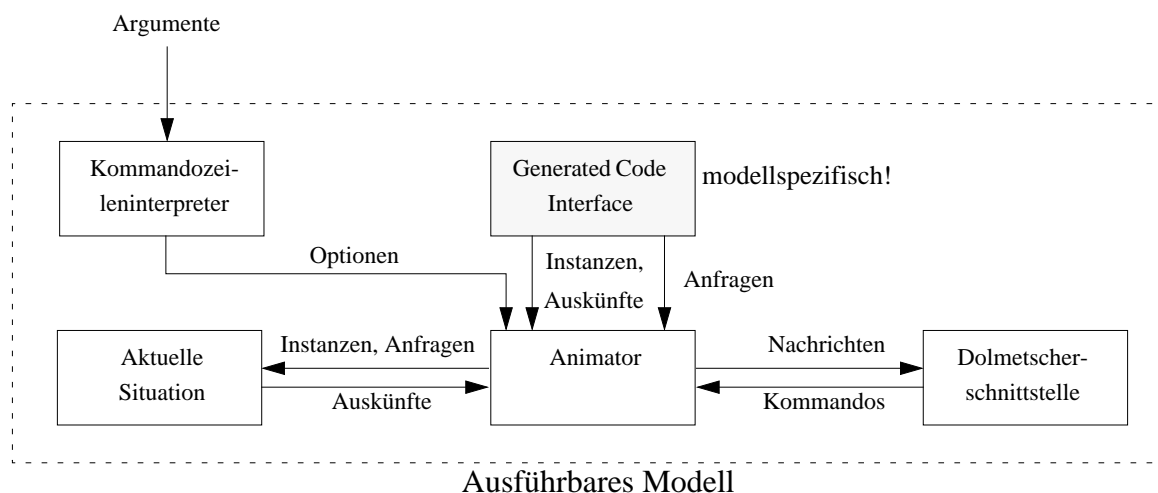 Argumente
Kommandozei-
leninterpreter
Generated Code
Interface
modellspezifisch!
Optionen
Instanzen,
Auskünfte
Anfragen
Aktuelle
Situation
Instanzen, Anfragen
Auskünfte
Animator
Nachrichten
Kommandos
Dolmetscher-
schnittstelle
Ausführbares Modell